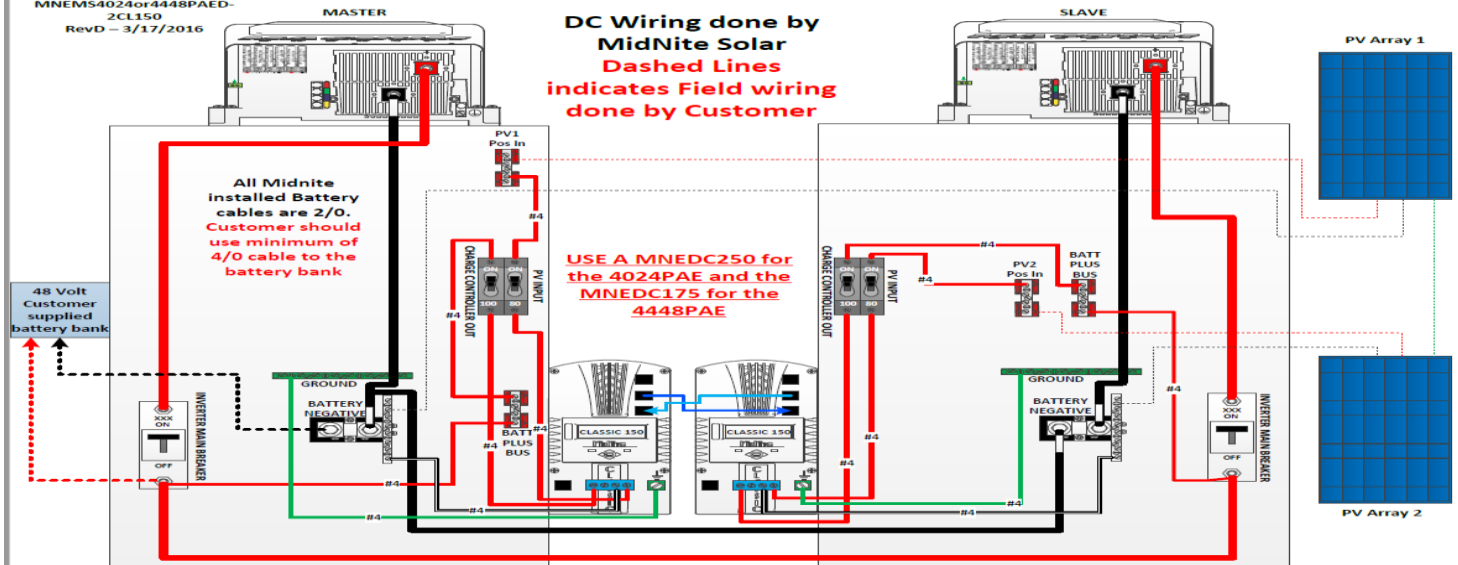 MNEMS4024or4448PAED-
2CL150
RevD – 3/17/2016
MASTER
DC Wiring done by
MidNite Solar
Dashed Lines
indicates Field wiring
done by Customer
SLAVE
PV Array 1
PV1
Pos In
All Midnite
installed Battery
cables are 2/0.
Customer should
use minimum of
4/0 cable to the
battery bank
#4
USE A MNEDC250 for
the 4024PAE and the
MNEDC175 for the
4448PAE
CHARGE CONTROLLER OUT
ON
100
ON
80
PV INPUT
#4
#4
CHARGE CONTROLLER OUT
ON
100
ON
80
PV INPUT
#4
#4
PV2
Pos In
BATT
PLUS
BUS
48 Volt
Customer
supplied
battery bank
GROUND
BATTERY
NEGATIVE
XXX
ON
OFF
INVERTER MAIN BREAKER
BATT
PLUS
BUS
#4
#4
#4
#4
CLASSIC 150
MidNite
CLASSIC 150
MidNite
#4
#4
GROUND
BATTERY
NEGATIVE
#4
XXX
ON
OFF
INVERTER MAIN BREAKER
#4
#4
#4
PV Array 2